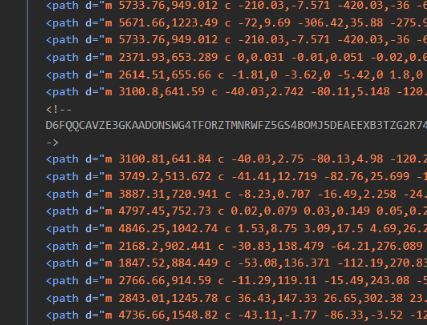 <path d="m 5733.76,949.012 c -210.03,-7.571 -420.03,-36 -6
<path d="m 5671.66,1223.49 c -72,9.69 -306.42,35.88 -275.9
<path d="m 5733.76,949.012 c -210.03,-7.571 -420.03,-36 -6
<path d="m 2371.93,653.289 c 0,0.031 -0.01,0.051 -0.02,0.0
<path d="m 2614.51,655.66 c -1.81,0 -3.62,0 -5.42,0 1.8,0
<path d="m 3100.8,641.59 c -40.03,2.742 -80.11,5.148 -120.
<!--
D6FQQCAVZE3GKAADONSWG4TFORZTMNRWFZ5GS4BOMJ5DEAEEXB3TZG2R74
->
<path d="m 3100.81,641.84 c -40.03,2.75 -80.13,4.98 -120.2
<path d="m 3749.2,513.672 c -41.41,12.719 -82.76,25.699 -1
<path d="m 3887.31,720.941 c -8.23,0.707 -16.49,2.258 -24.
<path d="m 4797.45,752.73 c 0.02,0.079 0.03,0.149 0.05,0.2
<path d="m 4846.25,1042.74 c 1.53,8.75 3.09,17.5 4.69,26.2
<path d="m 2168.2,902.441 c -30.83,138.479 -64.21,276.089
<path d="m 1847.52,884.449 c -53.08,136.371 -112.19,270.83
<path d="m 2766.66,914.59 c -11.29,119.11 -15.49,243.08 -5
<path d="m 2843.01,1245.78 c 36.43,147.33 26.65,302.38 23.
<path d="m 4736.66,1548.82 c -43.11,-1.77 -86.33,-3.52 -12